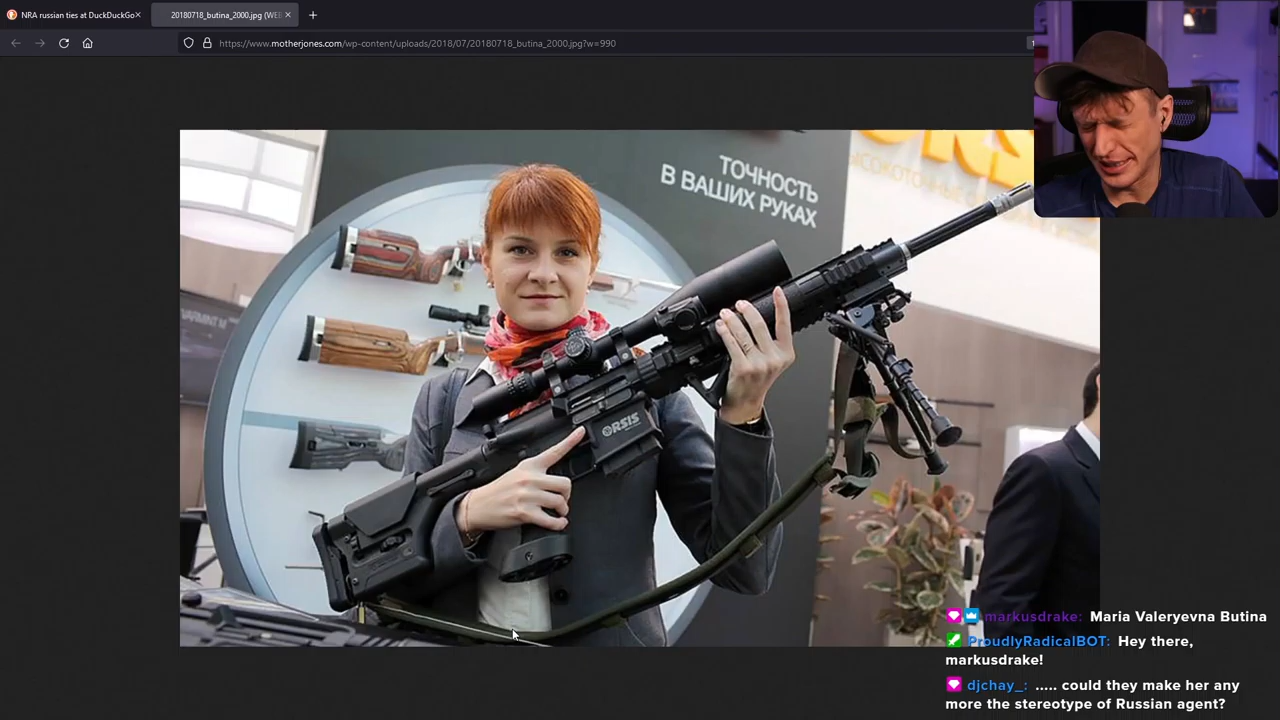 NRA russian ties at DuckDuckGo
20180718_butina_2000.jpg (WEB
https://www.motherjones.com/wp-content/uploads/2018/07/20180718_butina_2000.jpg?w=990
ТОЧНОСТЬ
В ВАШИХ РУКАХ
VARMINT
ORSIS
markusdrake: Maria Valeryevna Butina
ProudlyRadicalBOT: Hey there,
markusdrake!
djchay_: ..... could they make her any
more the stereotype of Russian agent?